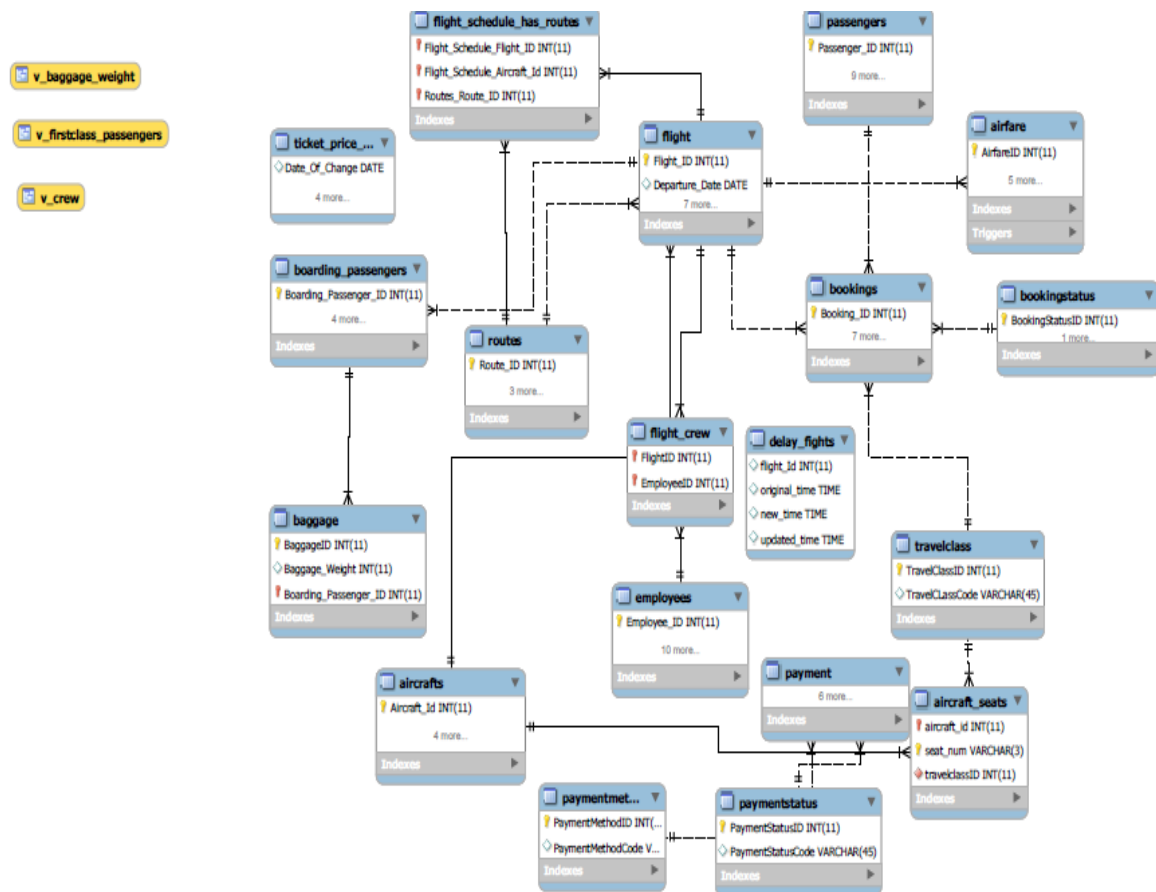 v_baggage_weight
v_firstclass_passengers
v_crew
flight_schedule_has_routes
Flight_Schedule_Flight_ID INT(11)
Flight_Schedule_Aircraft_Id INT(11)
Routes_Route_ID INT(11)
Indexes
passengers
Passenger_ID INT(11)
9 more...
Indexes
ticket_price_...
Date_Of_Change DATE
4 more...
flight
Flight_ID INT(11)
Departure_Date DATE
7 more...
Indexes
airfare
AirfareID INT(11)
5 more...
Indexes
Triggers
boarding_passengers
Boarding_Passenger_ID INT(11)
4 more...
Indexes
routes
Route_ID INT(11)
3 more...
Indexes
bookings
Booking_ID INT(11)
7 more...
Indexes
bookingstatus
BookingStatusID INT(11)
1 more...
Indexes
flight_crew
FlightID INT(11)
EmployeeID INT(11)
Indexes
delay_fights
flight_Id INT(11)
original_time TIME
new_time TIME
updated_time TIME
baggage
BaggageID INT(11)
Baggage_Weight INT(11)
Boarding_Passenger_ID INT(11)
Indexes
employees
Employee_ID INT(11)
10 more...
Indexes
travelclass
TravelClassID INT(11)
TravelCLassCode VARCHAR(45)
Indexes
aircrafts
Aircraft_Id INT(11)
4 more...
Indexes
payment
6 more...
Indexes
aircraft_seats
aircraft_id INT(11)
seat_num VARCHAR(3)
travelclassID INT(11)
Indexes
paymentmet...
PaymentMethodID INT(...
PaymentMethodCode V...
Indexes
paymentstatus
PaymentStatusID INT(11)
PaymentStatusCode VARCHAR(45)
Indexes